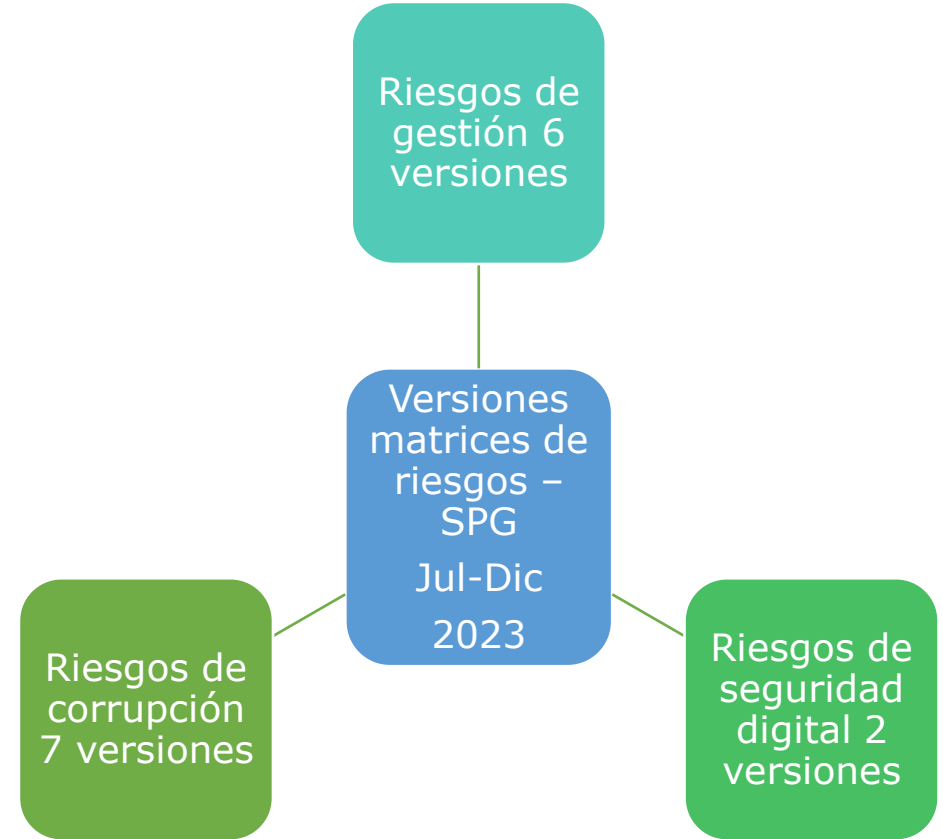 Riesgos de
gestión 6
versiones
Versiones
matrices de
riesgos –
SPG
Jul-Dic
2023
Riesgos de
corrupción
7 versiones
Riesgos de
seguridad
digital 2
versiones